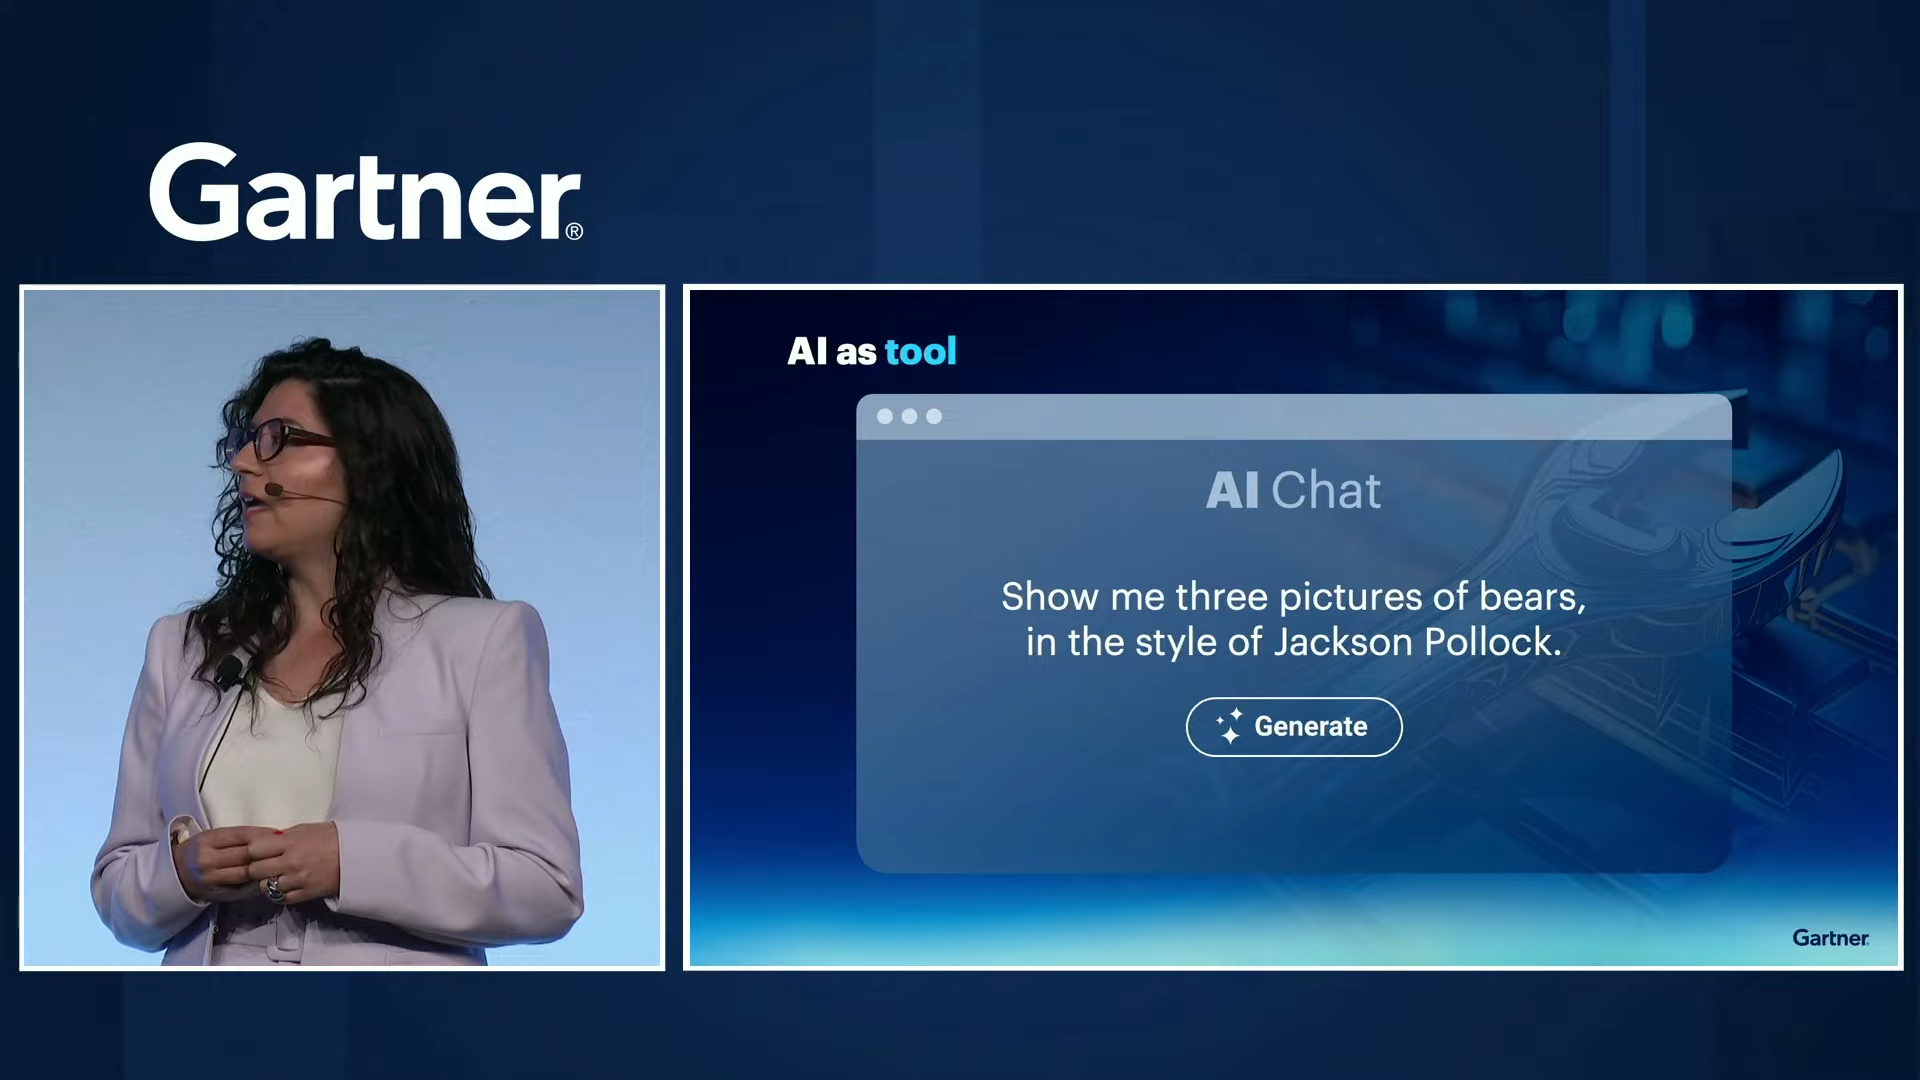 Gartner®
AI as tool
AI Chat
Show me three pictures of bears,
in the style of Jackson Pollock.
Generate
Gartner